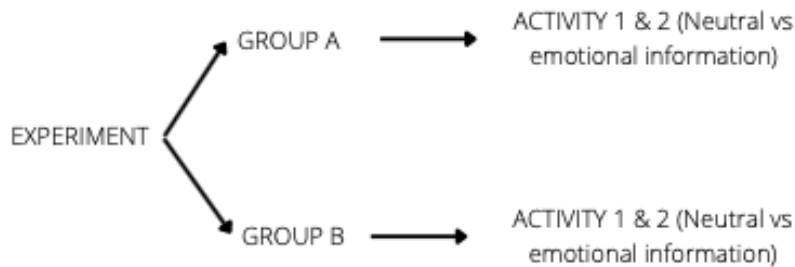 GROUP A
ACTIVITY 1 & 2 (Neutral vs
emotional information)
EXPERIMENT
GROUP B
ACTIVITY 1 & 2 (Neutral vs
emotional information)